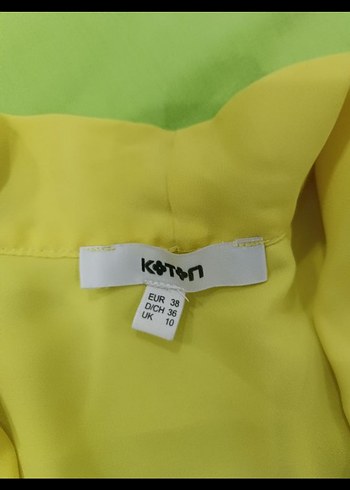 KOTON
EUR 38
D/CH 36
UK 10